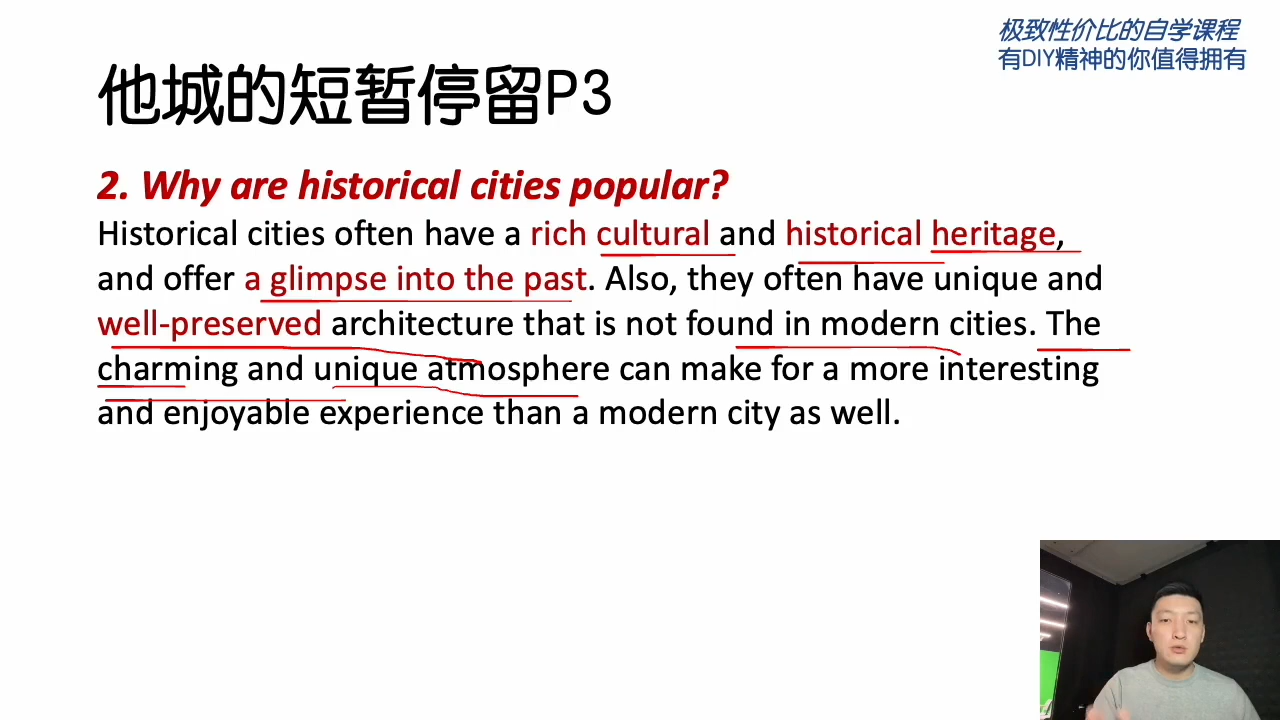 极致性价比的自学课程
有DIY精神的你值得拥有
他城的短暂停留P3
2. Why are historical cities popular?
Historical cities often have a rich cultural and historical heritage,
and offer a glimpse into the past. Also, they often have unique and
well-preserved architecture that is not found in modern cities. The
charming and unique atmosphere can make for a more interesting
and enjoyable experience than a modern city as well.